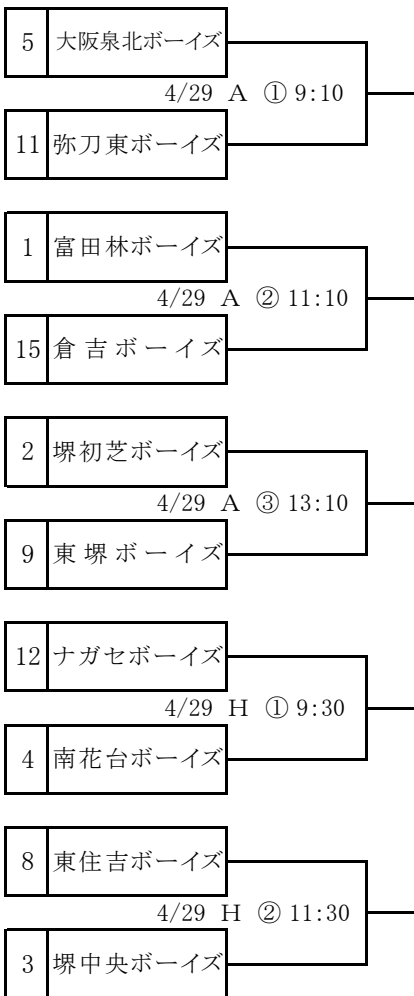 5 大阪泉北ボーイズ
4/29 A ① 9:10
11 弥刀東ボーイズ
1 富田林ボーイズ
4/29 A ② 11:10
15 倉吉ボーイズ
2 堺初芝ボーイズ
4/29 A ③ 13:10
9 東堺ボーイズ
12 ナガセボーイズ
4/29 H ① 9:30
4 南花台ボーイズ
8 東住吉ボーイズ
4/29 H ② 11:30
3 堺中央ボーイズ